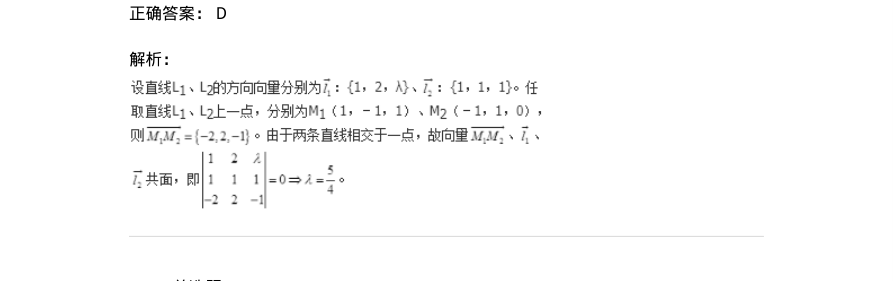 正确答案： D
解析：
设直线L₁、L₂的方向向量分别为l₁→：{1，2，λ}、l₂→：{1，1，1}。任
取直线L₁、L₂上一点，分别为M₁（1，－1，1）、M₂（－1，1，0），
则M₁M₂→={−2,2,−1}。由于两条直线相交于一点，故向量M₁M₂→、l₁→、
l₂→共面，即|1 2 λ; 1 1 1; −2 2 −1|=0⇒λ=5/4。